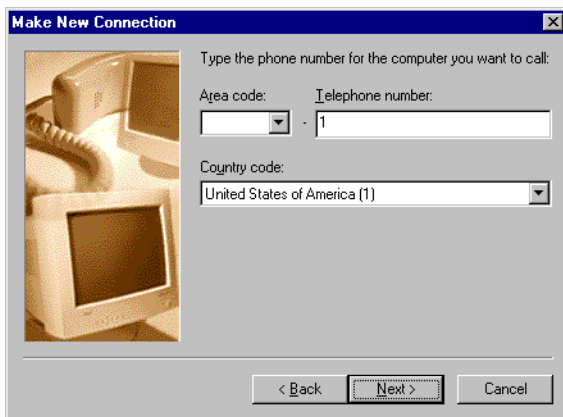 Make New Connection
Type the phone number for the computer you want to call:
Area code: Telephone number:
- 1
Country code:
United States of America (1)
< Back Next > Cancel